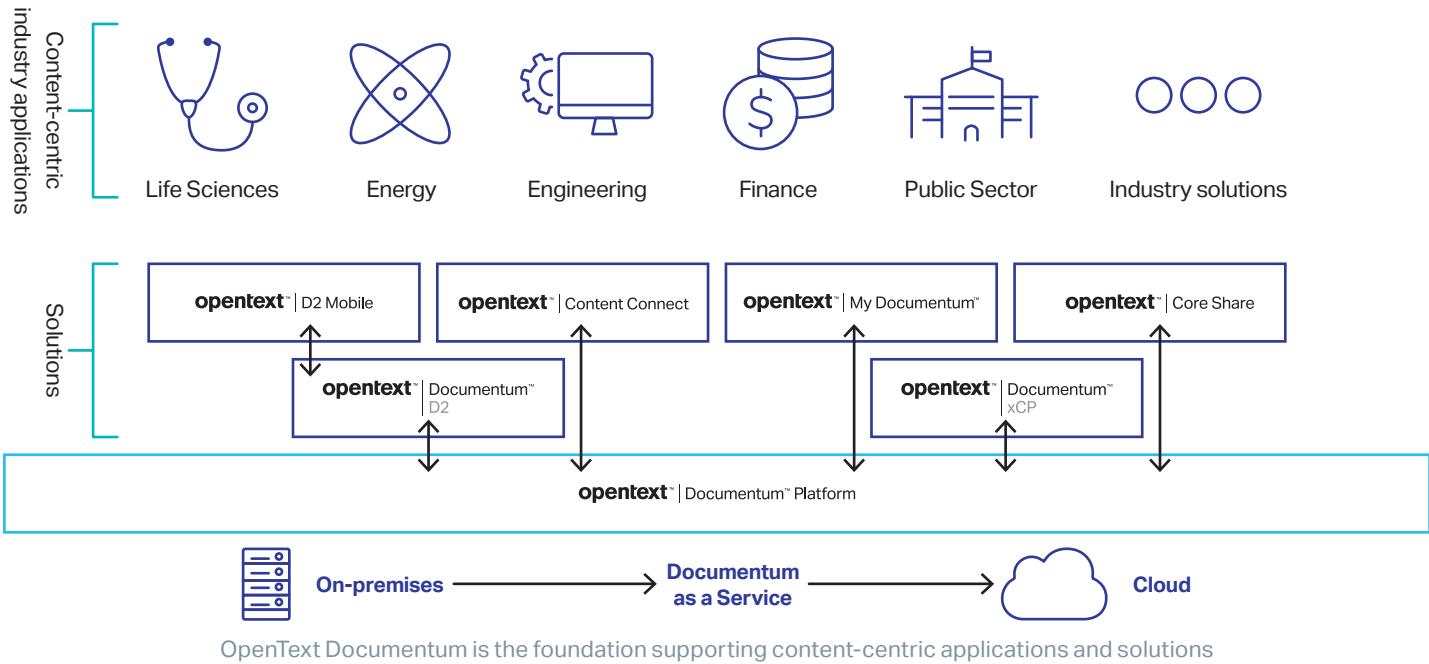 Content-centric
industry applications
$
Life Sciences
Energy
Engineering
Finance
Public Sector
Industry solutions
Solutions
opentext™ | D2 Mobile
opentext™ | Content Connect
opentext™ | My Documentum™
opentext™ | Core Share
opentext™ | Documentum™
D2
opentext™ | Documentum™
xCP
opentext™ | Documentum™ Platform
On-premises
Documentum
as a Service
Cloud
OpenText Documentum is the foundation supporting content-centric applications and solutions